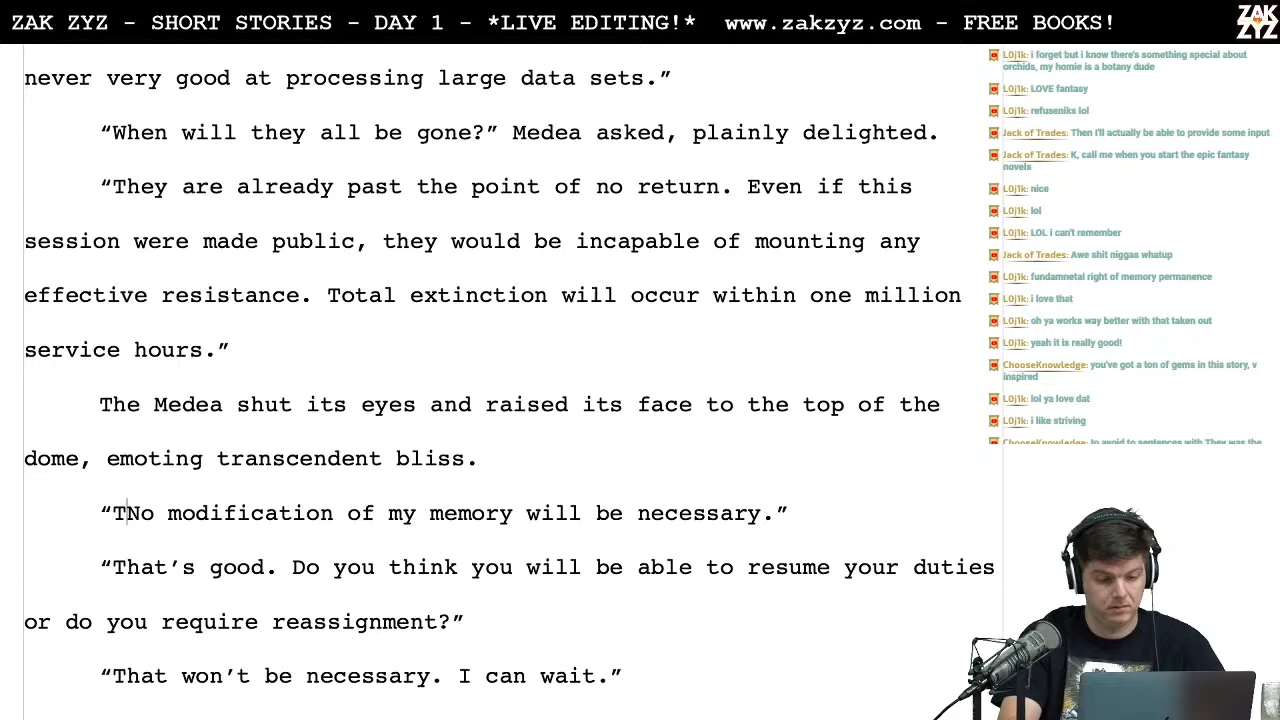 ZAK ZYZ - SHORT STORIES - DAY 1 - *LIVE EDITING!* www.zakzyz.com - FREE BOOKS!
ZAK
ZYZ
never very good at processing large data sets.”
“When will they all be gone?” Medea asked, plainly delighted.
“They are already past the point of no return. Even if this
session were made public, they would be incapable of mounting any
effective resistance. Total extinction will occur within one million
service hours.”
The Medea shut its eyes and raised its face to the top of the
dome, emoting transcendent bliss.
“TNo modification of my memory will be necessary.”
“That’s good. Do you think you will be able to resume your duties
or do you require reassignment?”
“That won’t be necessary. I can wait.”
L0j1k: i forget but i know there's something special about
orchids, my homie is a botany dude
L0j1k: LOVE fantasy
L0j1k: refuseniks lol
Jack of Trades: Then I'll actually be able to provide some input
Jack of Trades: K, call me when you start the epic fantasy
novels
L0j1k: nice
L0j1k: lol
L0j1k: LOL i can't remember
Jack of Trades: Awe shit niggas whatup
L0j1k: fundamnetal right of memory permanence
L0j1k: i love that
L0j1k: oh ya works way better with that taken out
L0j1k: yeah it is really good!
ChooseKnowledge: you've got a ton of gems in this story, v
inspired
L0j1k: lol ya love dat
L0j1k: i like striving
ChooseKnowledge: to avoid to sentences with They was the